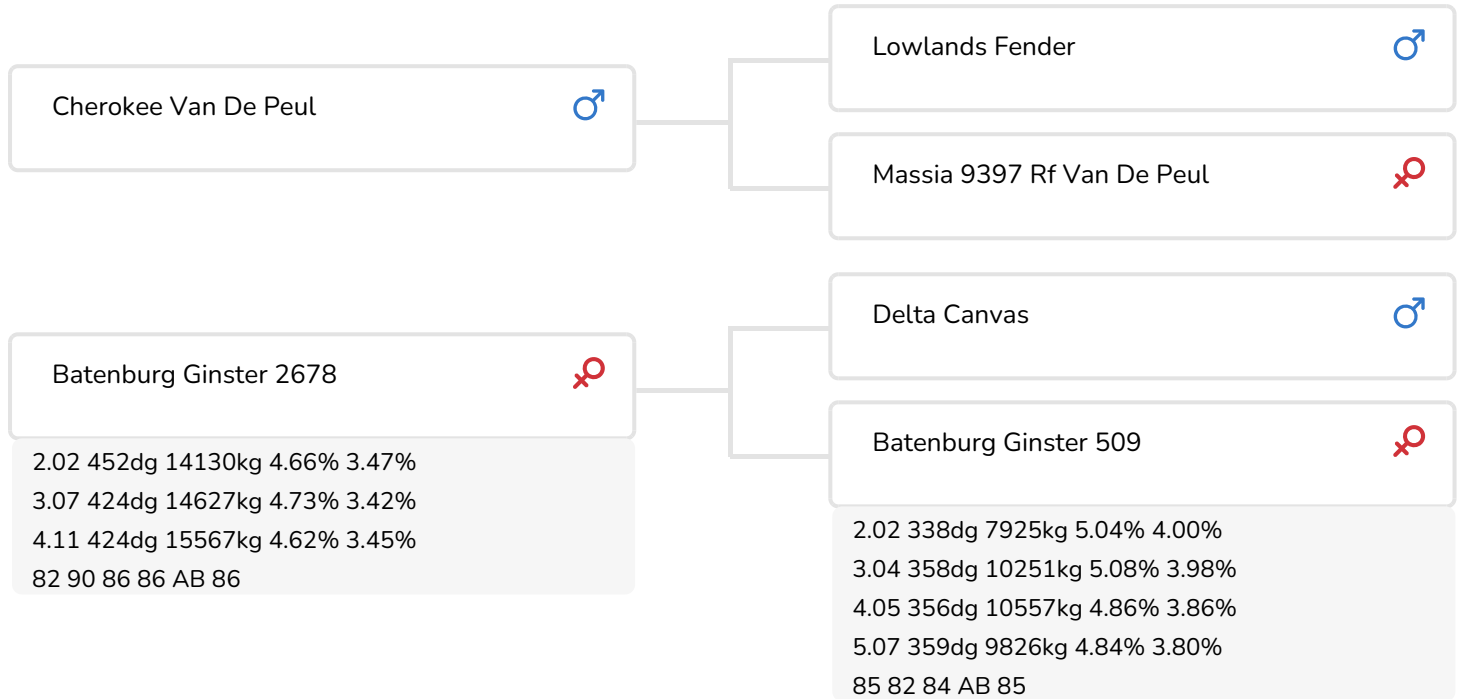 Cherokee Van De Peul
Lowlands Fender
Massia 9397 Rf Van De Peul
Batenburg Ginster 2678
2.02 452dg 14130kg 4.66% 3.47%
3.07 424dg 14627kg 4.73% 3.42%
4.11 424dg 15567kg 4.62% 3.45%
82 90 86 86 AB 86
Delta Canvas
Batenburg Ginster 509
2.02 338dg 7925kg 5.04% 4.00%
3.04 358dg 10251kg 5.08% 3.98%
4.05 356dg 10557kg 4.86% 3.86%
5.07 359dg 9826kg 4.84% 3.80%
85 82 84 AB 85